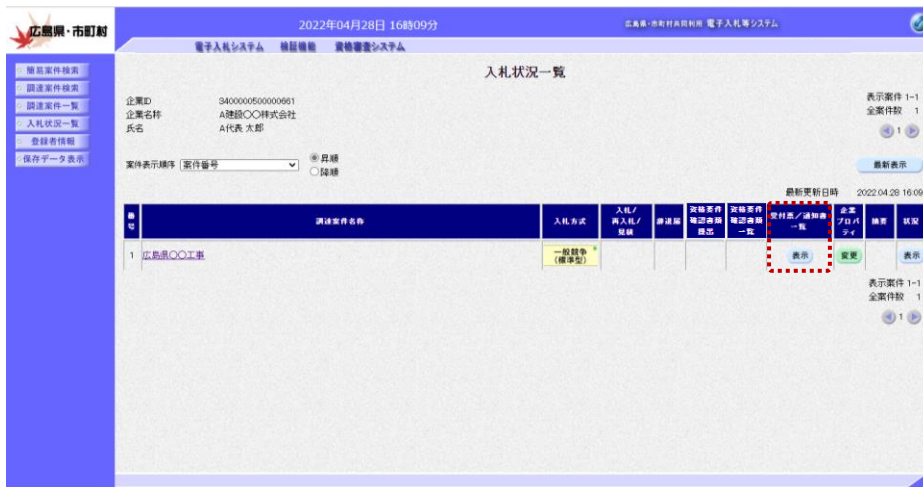 広島県・市町村
2022年04月28日 16時09分
広島県・市町村共同利用 電子入札等システム
電子入札システム 検証機能 資格審査システム
簡易案件検索
調達案件検索
調達案件一覧
入札状況一覧
登録者情報
保存データ表示
入札状況一覧
企業ID 3400000500000661
企業名称 A建設〇〇株式会社
氏名 A代表 太郎
表示案件 1-1
全案件数 1
1
案件表示順序 案件番号
昇順
降順
最新表示
最新更新日時 2022.04.28 16:09
番号 調達案件名称 入札方式 入札/再入札/見積 辞退届 資格要件確認書類提出 資格要件確認書類一覧 受付票/通知書一覧 企業プロパティ 摘要 状況
1 広島県〇〇工事 一般競争(標準型) 表示 変更 表示
表示案件 1-1
全案件数 1
1